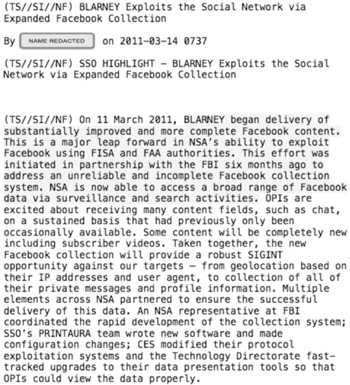 (TS//SI//NF) BLARNEY Exploits the Social Network via
Expanded Facebook Collection
By NAME REDACTED on 2011-03-14 0737
(TS//SI//NF) SSO HIGHLIGHT – BLARNEY Exploits the Social
Network via Expanded Facebook Collection
(TS//SI//NF) On 11 March 2011, BLARNEY began delivery of
substantially improved and more complete Facebook content.
This is a major leap forward in NSA's ability to exploit
Facebook using FISA and FAA authorities. This effort was
initiated in partnership with the FBI six months ago to
address an unreliable and incomplete Facebook collection
system. NSA is now able to access a broad range of Facebook
data via surveillance and search activities. OPIs are
excited about receiving many content fields, such as chat,
on a sustained basis that had previously only been
occasionally available. Some content will be completely new
including subscriber videos. Taken together, the new
Facebook collection will provide a robust SIGINT
opportunity against our targets – from geolocation based on
their IP addresses and user agent, to collection of all of
their private messages and profile information. Multiple
elements across NSA partnered to ensure the successful
delivery of this data. An NSA representative at FBI
coordinated the rapid development of the collection system;
SSO's PRINTAURA team wrote new software and made
configuration changes; CES modified their protocol
exploitation systems and the Technology Directorate fast-
tracked upgrades to their data presentation tools so that
OPIs could view the data properly.